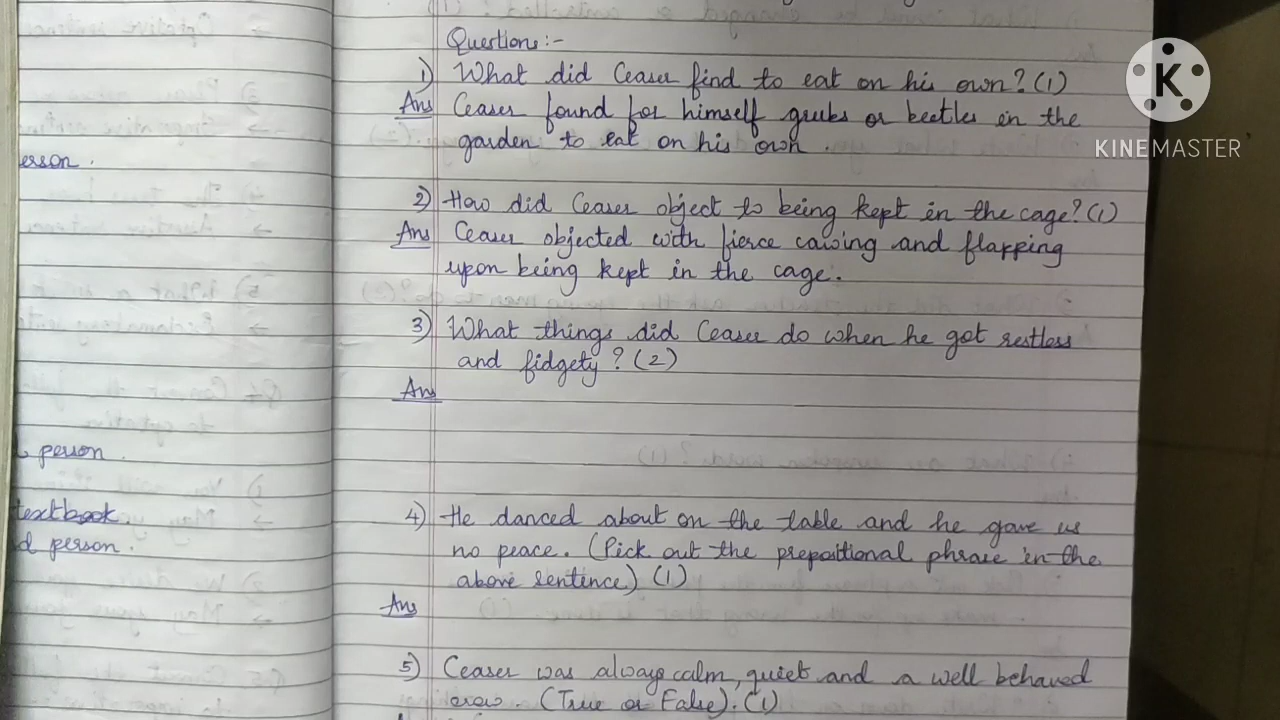 Questions:-
1) What did Ceaser find to eat on his own? (1)
Ans Ceaser found for himself grubs or beetles in the
garden to eat on his own.
2) How did Ceaser object to being kept in the cage? (1)
Ans Ceaser objected with fierce cawing and flapping
upon being kept in the cage.
3) What things did Ceaser do when he got restless
and fidgety? (2)
Ans
4) He danced about on the table and he gave us
no peace. (Pick out the prepositional phrase in the
above sentence) (1)
Ans
5) Ceaser was always calm, quiet and a well behaved
crow. (True or False). (1)
erson.
person.
textbook
d person.
K
KINEMASTER